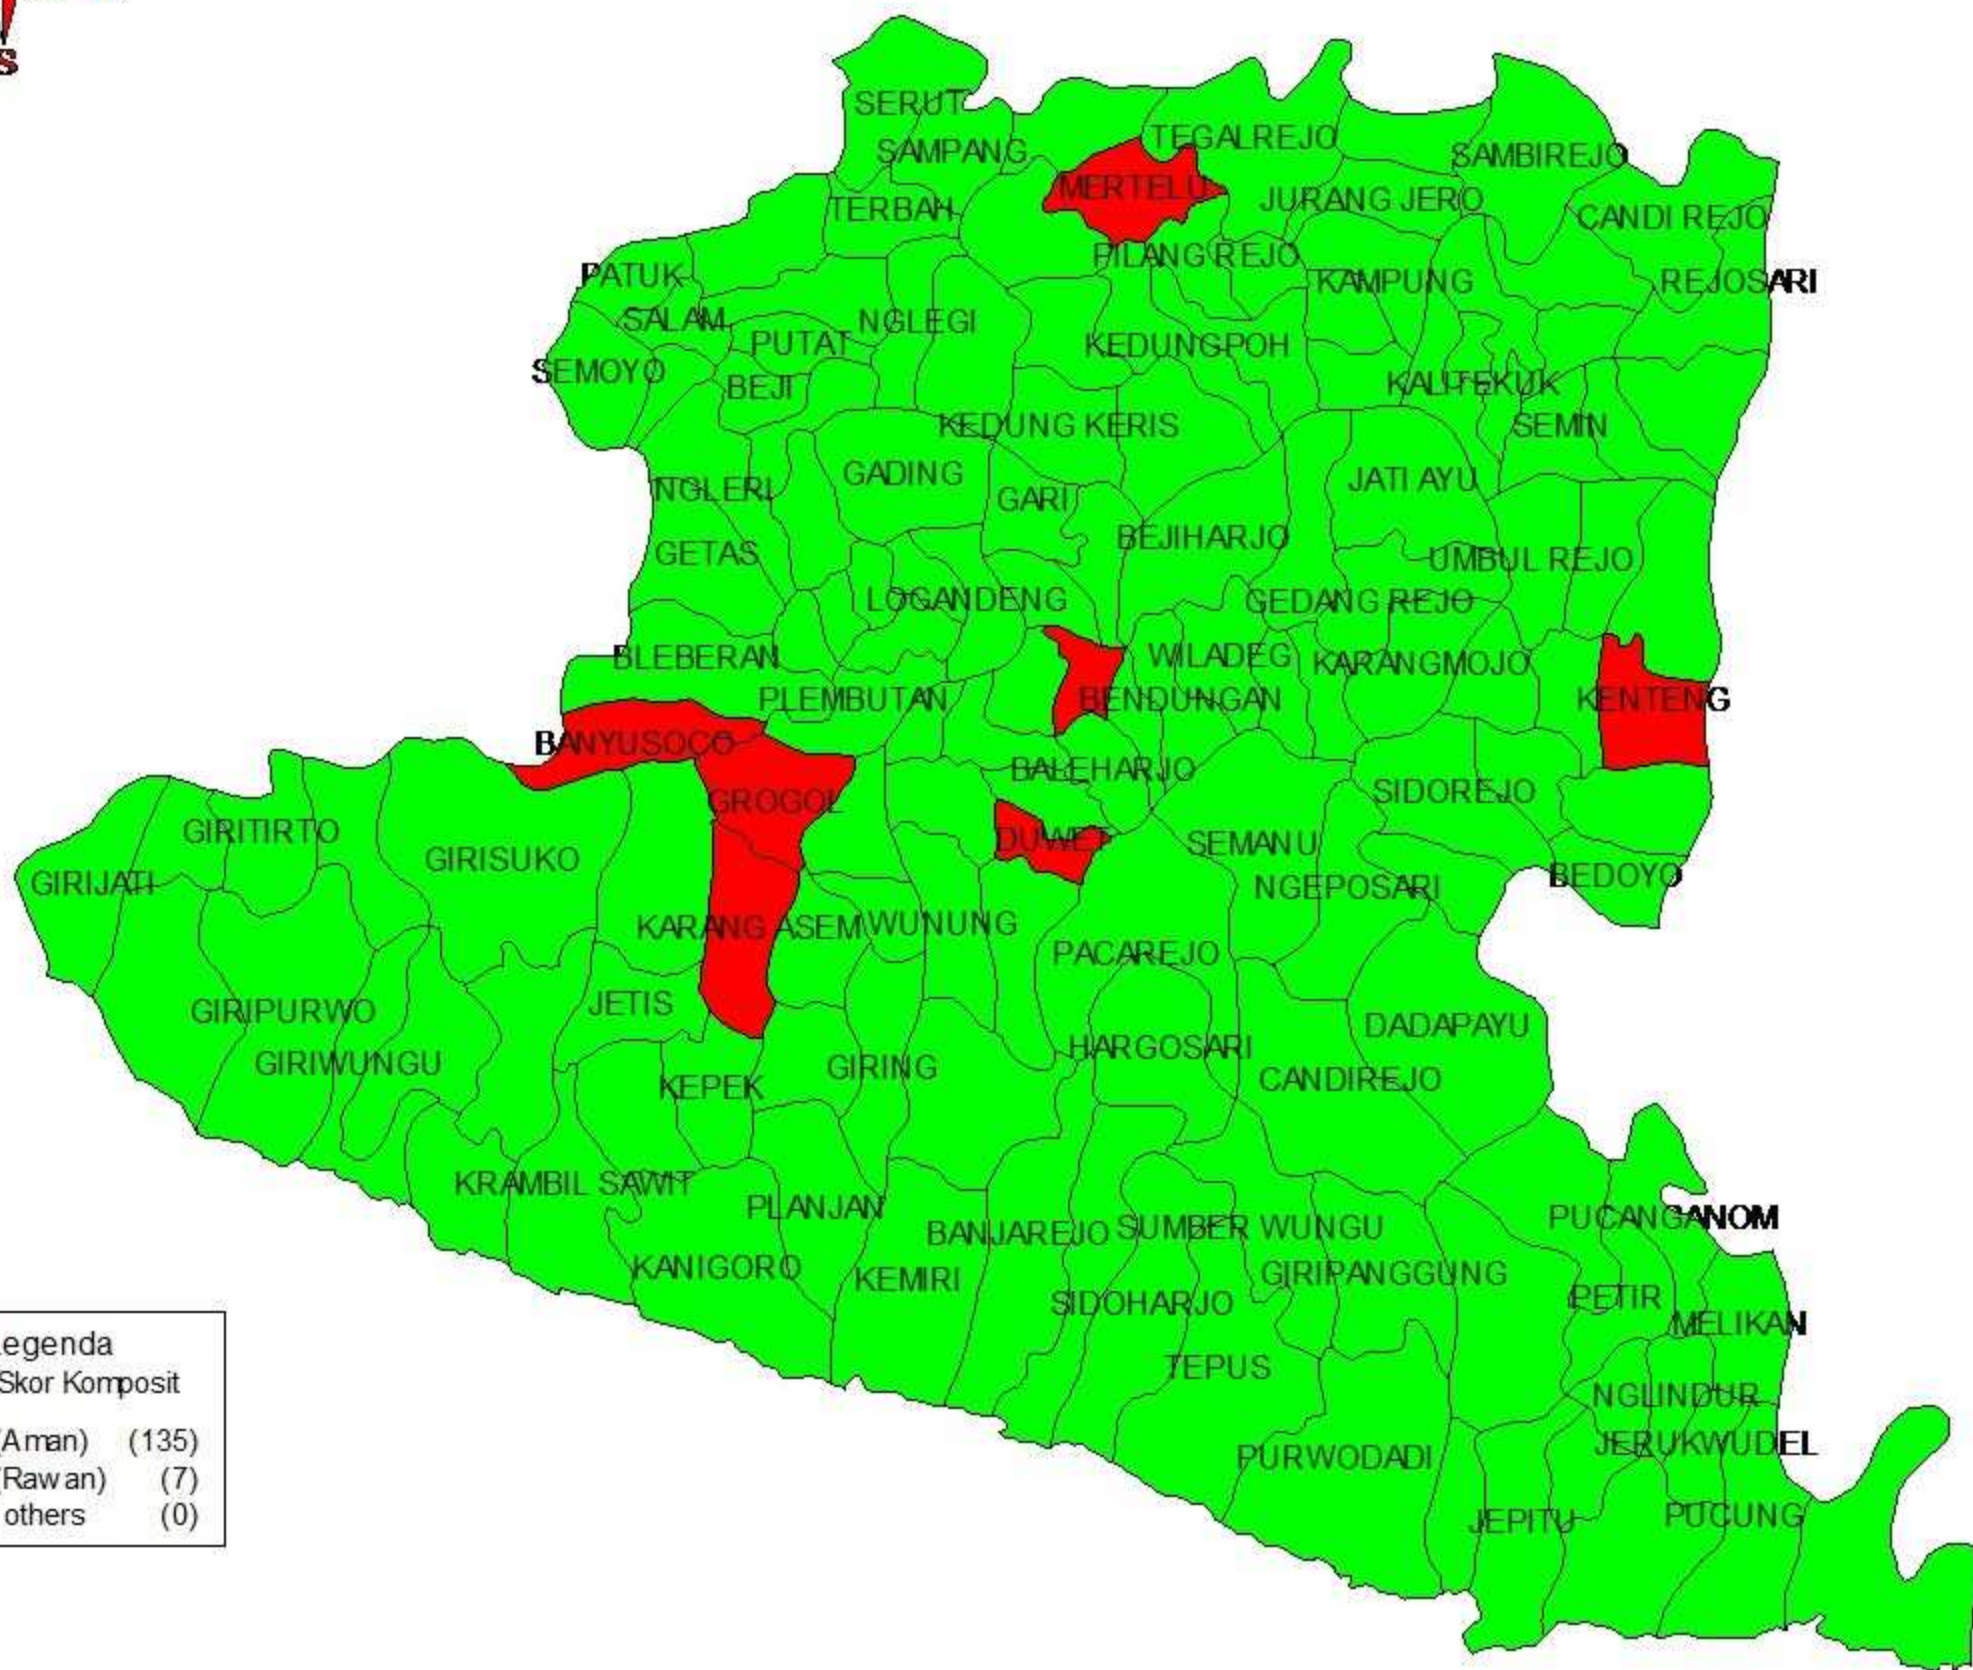 S
SERUT
TEGALREJO
SAMPANG
SAMBIREJO
MERTELU
JURANG JERO
TERBAH
CANDI REJO
PILANG REJO
PATUK
KAMPUNG
REJOSARI
SALAM
NGLEGI
PUTAT
KEDUNGPOH
SEMOYO
BEJI
KALITEKUK
KEDUNG KERIS
SEMIN
GADING
JATI AYU
NGLERI
GARI
BEJIHARJO
GETAS
UMBUL REJO
LOGANDENG
GEDANG REJO
BLEBERAN
WILADEG
KARANGMOJO
PLEMBUTAN
BENDUNGAN
KENTENG
BANYUSOCO
BALEHARJO
GROGOL
SIDOREJO
GIRITIRTO
DUWET
SEMANU
GIRISUKO
GIRIJATI
NGEPOSARI
BEDOYO
KARANG ASEM
WUNUNG
PACAREJO
JETIS
GIRIPURWO
DADAPAYU
HARGOSARI
GIRIWUNGU
GIRING
CANDIREJO
KEPEK
KRAMBIL SAWIT
PLANJAN
PUCANGANOM
BANJAREJO
SUMBER WUNGU
KANIGORO
KEMIRI
GIRIPANGGUNG
SIDOHARJO
PETIR
MELIKAN
TEPUS
NGLINDUR
PURWODADI
JERUKWUDEL
JEPITU
PUCUNG
egenda
Skor Komposit
(Aman) (135)
(Rawan) (7)
others (0)